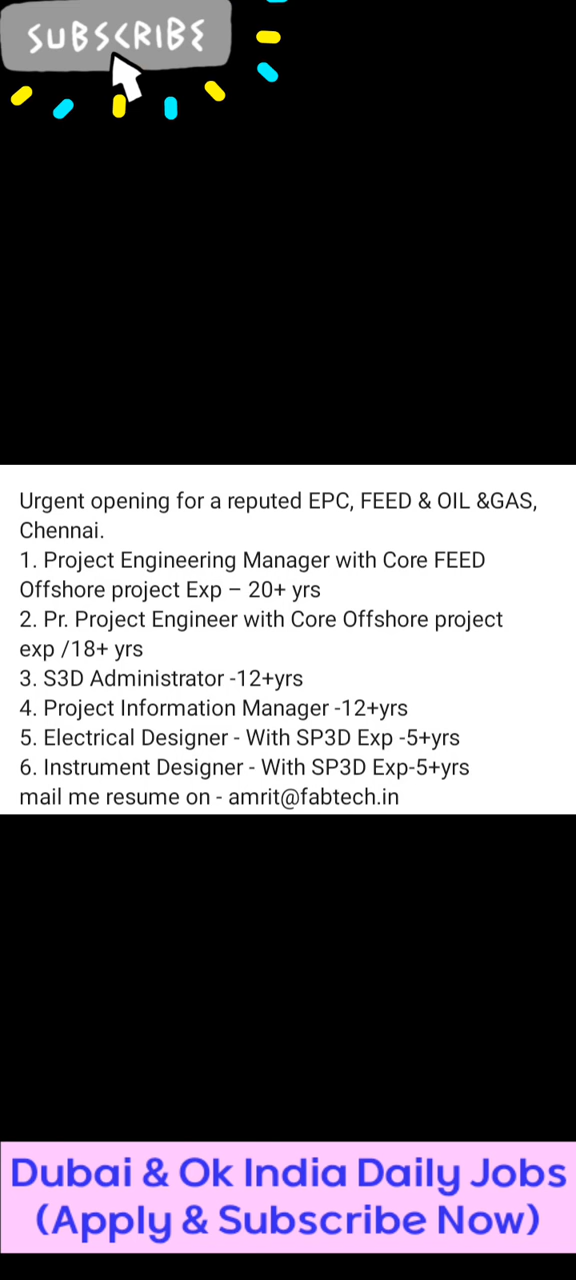 SUBSCRIBE
Urgent opening for a reputed EPC, FEED & OIL &GAS,
Chennai.
1. Project Engineering Manager with Core FEED
Offshore project Exp – 20+ yrs
2. Pr. Project Engineer with Core Offshore project
exp /18+ yrs
3. S3D Administrator -12+yrs
4. Project Information Manager -12+yrs
5. Electrical Designer - With SP3D Exp -5+yrs
6. Instrument Designer - With SP3D Exp-5+yrs
mail me resume on - amrit@fabtech.in
Dubai & Ok India Daily Jobs
(Apply & Subscribe Now)